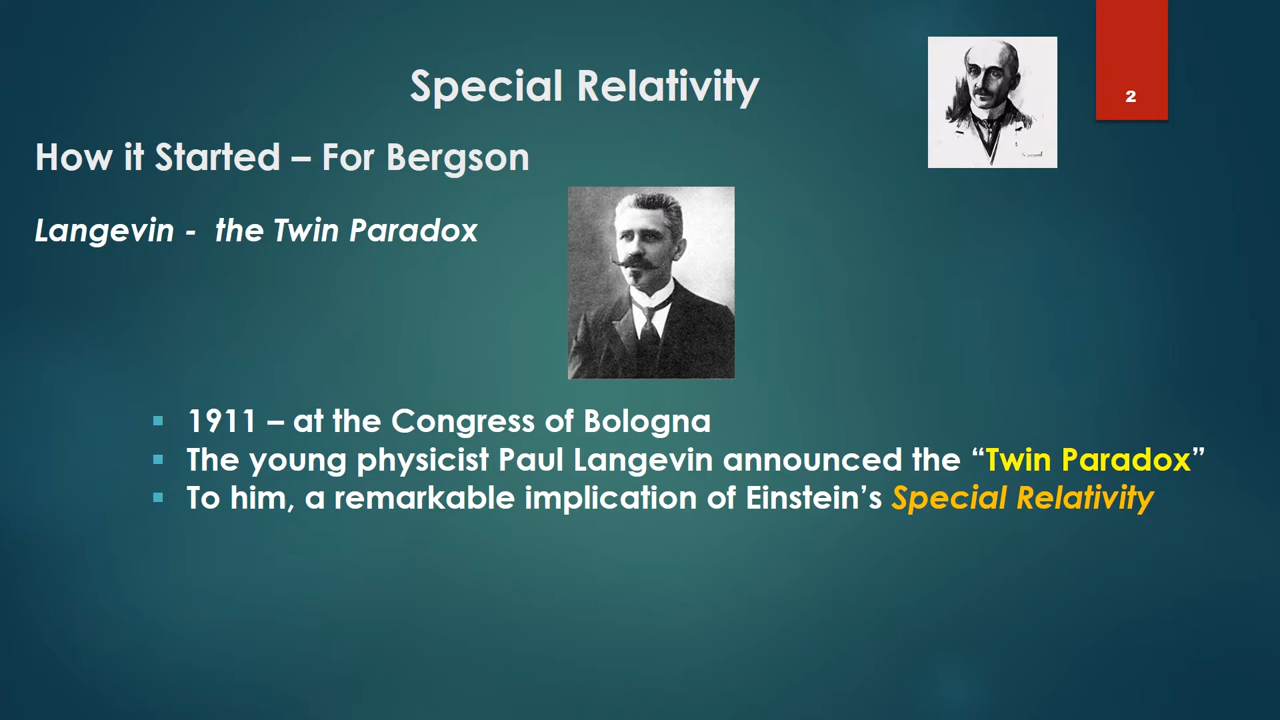 Special Relativity
2
How it Started – For Bergson
Langevin - the Twin Paradox
1911 – at the Congress of Bologna
The young physicist Paul Langevin announced the “Twin Paradox”
To him, a remarkable implication of Einstein’s Special Relativity